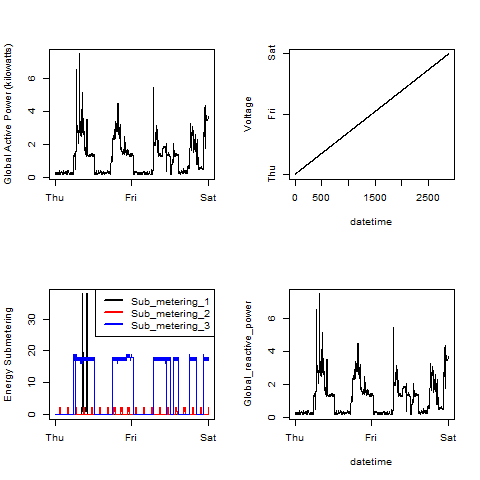 Global Active Power (kilowatts)
0 2 4 6
Thu Fri Sat
Voltage
Thu Fri Sat
0 500 1500 2500
datetime
Energy Submetering
0 10 20 30
Sub_metering_1
Sub_metering_2
Sub_metering_3
Thu Fri Sat
Global_reactive_power
0 2 4 6
Thu Fri Sat
datetime